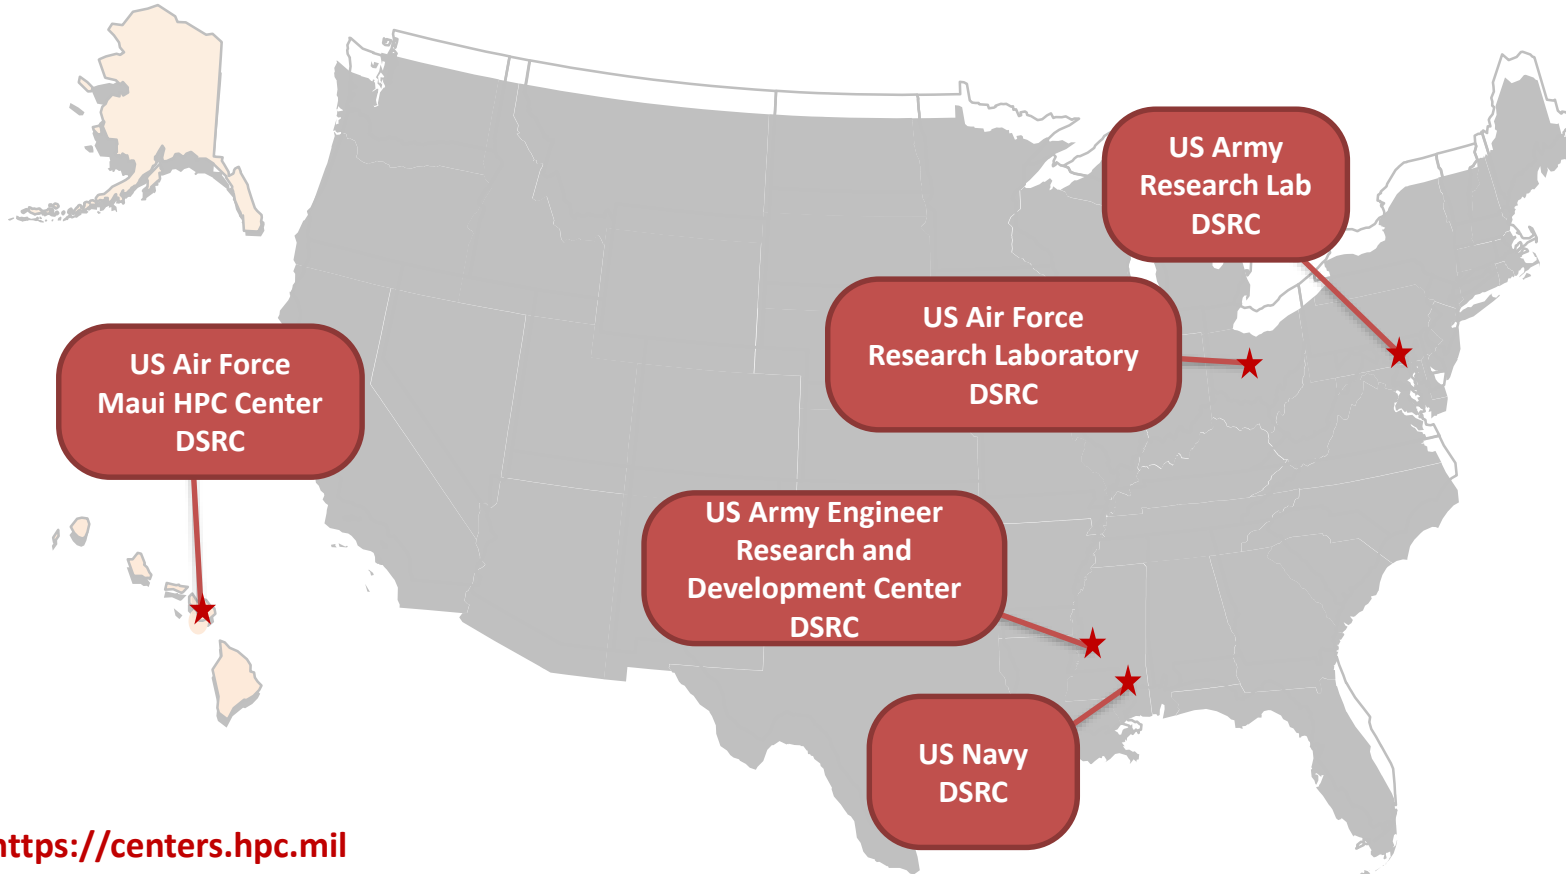 US Army
Research Lab
DSRC
US Air Force
Research Laboratory
DSRC
US Air Force
Maui HPC Center
DSRC
US Army Engineer
Research and
Development Center
DSRC
US Navy
DSRC
https://centers.hpc.mil